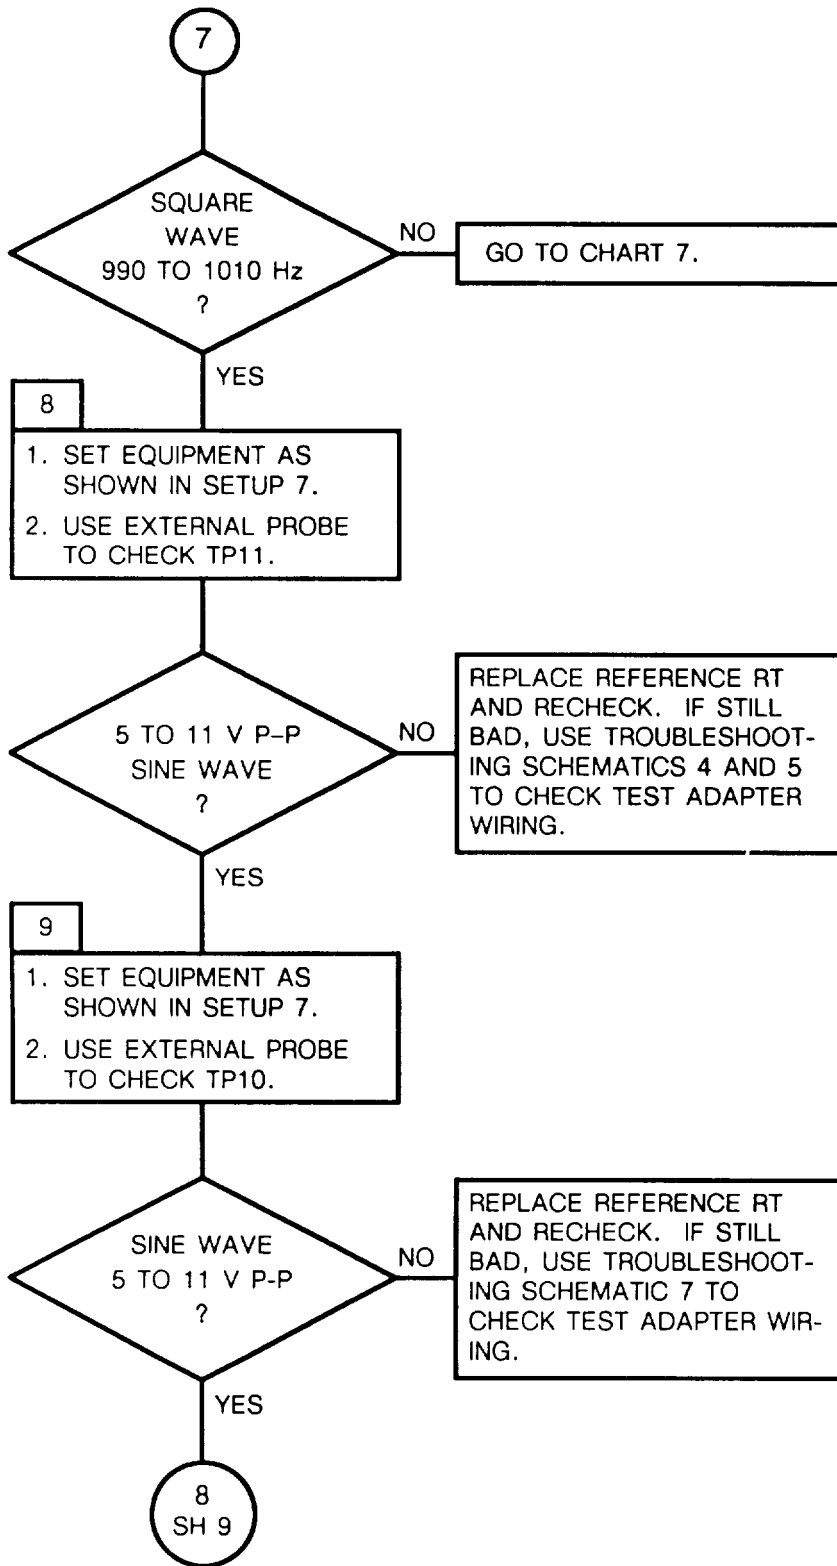 7
SQUARE
WAVE
990 TO 1010 Hz
?
NO
GO TO CHART 7.
YES
8
1. SET EQUIPMENT AS
SHOWN IN SETUP 7.
2. USE EXTERNAL PROBE
TO CHECK TP11.
5 TO 11 V P-P
SINE WAVE
?
NO
REPLACE REFERENCE RT
AND RECHECK. IF STILL
BAD, USE TROUBLESHOOT-
ING SCHEMATICS 4 AND 5
TO CHECK TEST ADAPTER
WIRING.
YES
9
1. SET EQUIPMENT AS
SHOWN IN SETUP 7.
2. USE EXTERNAL PROBE
TO CHECK TP10.
SINE WAVE
5 TO 11 V P-P
?
NO
REPLACE REFERENCE RT
AND RECHECK. IF STILL
BAD, USE TROUBLESHOOT-
ING SCHEMATIC 7 TO
CHECK TEST ADAPTER WIR-
ING.
YES
8
SH 9